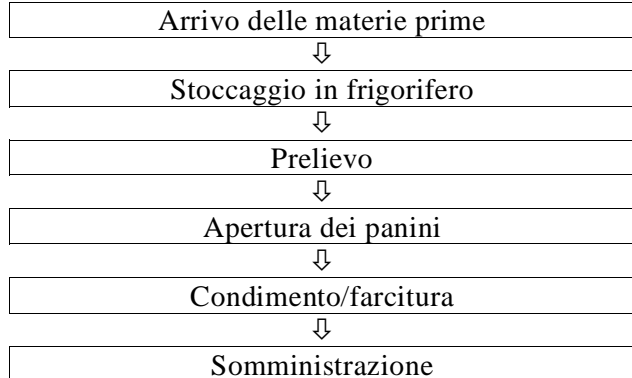 Arrivo delle materie prime
⇩
Stoccaggio in frigorifero
⇩
Prelievo
⇩
Apertura dei panini
⇩
Condimento/farcitura
⇩
Somministrazione